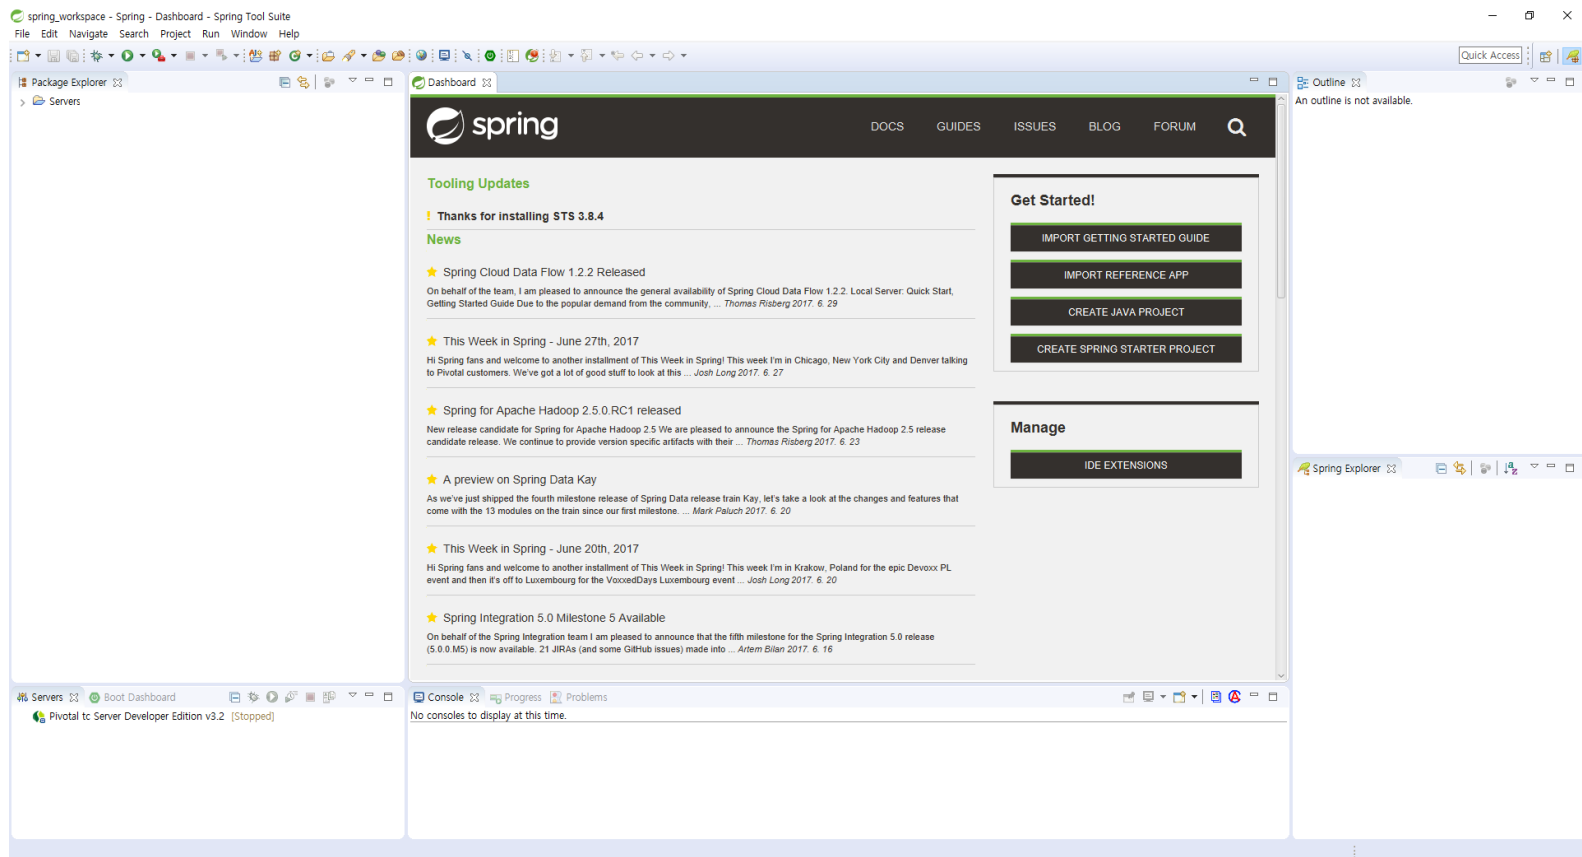 spring_workspace - Spring - Dashboard - Spring Tool Suite
File Edit Navigate Search Project Run Window Help
Quick Access
Package Explorer
Servers
Dashboard
spring
DOCS GUIDES ISSUES BLOG FORUM
Tooling Updates
! Thanks for installing STS 3.8.4
News
Spring Cloud Data Flow 1.2.2 Released
On behalf of the team, I am pleased to announce the general availability of Spring Cloud Data Flow 1.2.2. Local Server: Quick Start,
Getting Started Guide Due to the popular demand from the community, ... Thomas Risberg 2017. 6. 29
This Week in Spring - June 27th, 2017
Hi Spring fans and welcome to another installment of This Week in Spring! This week I'm in Chicago, New York City and Denver talking
to Pivotal customers. We've got a lot of good stuff to look at this ... Josh Long 2017. 6. 27
Spring for Apache Hadoop 2.5.0.RC1 released
New release candidate for Spring for Apache Hadoop 2.5 We are pleased to announce the Spring for Apache Hadoop 2.5 release
candidate release. We continue to provide version specific artifacts with their ... Thomas Risberg 2017. 6. 23
A preview on Spring Data Kay
As we've just shipped the fourth milestone release of Spring Data release train Kay, let's take a look at the changes and features that
come with the 13 modules on the train since our first milestone. ... Mark Paluch 2017. 6. 20
This Week in Spring - June 20th, 2017
Hi Spring fans and welcome to another installment of This Week in Spring! This week I'm in Krakow, Poland for the epic Devoxx PL
event and then it's off to Luxembourg for the VoxxedDays Luxembourg event ... Josh Long 2017. 6. 20
Spring Integration 5.0 Milestone 5 Available
On behalf of the Spring Integration team I am pleased to announce that the fifth milestone for the Spring Integration 5.0 release
(5.0.0.M5) is now available. 21 JIRAs (and some GitHub issues) made into ... Artem Bilan 2017. 6. 16
Get Started!
IMPORT GETTING STARTED GUIDE
IMPORT REFERENCE APP
CREATE JAVA PROJECT
CREATE SPRING STARTER PROJECT
Manage
IDE EXTENSIONS
Outline
An outline is not available.
Spring Explorer
Servers Boot Dashboard
Pivotal tc Server Developer Edition v3.2 [Stopped]
Console Progress Problems
No consoles to display at this time.